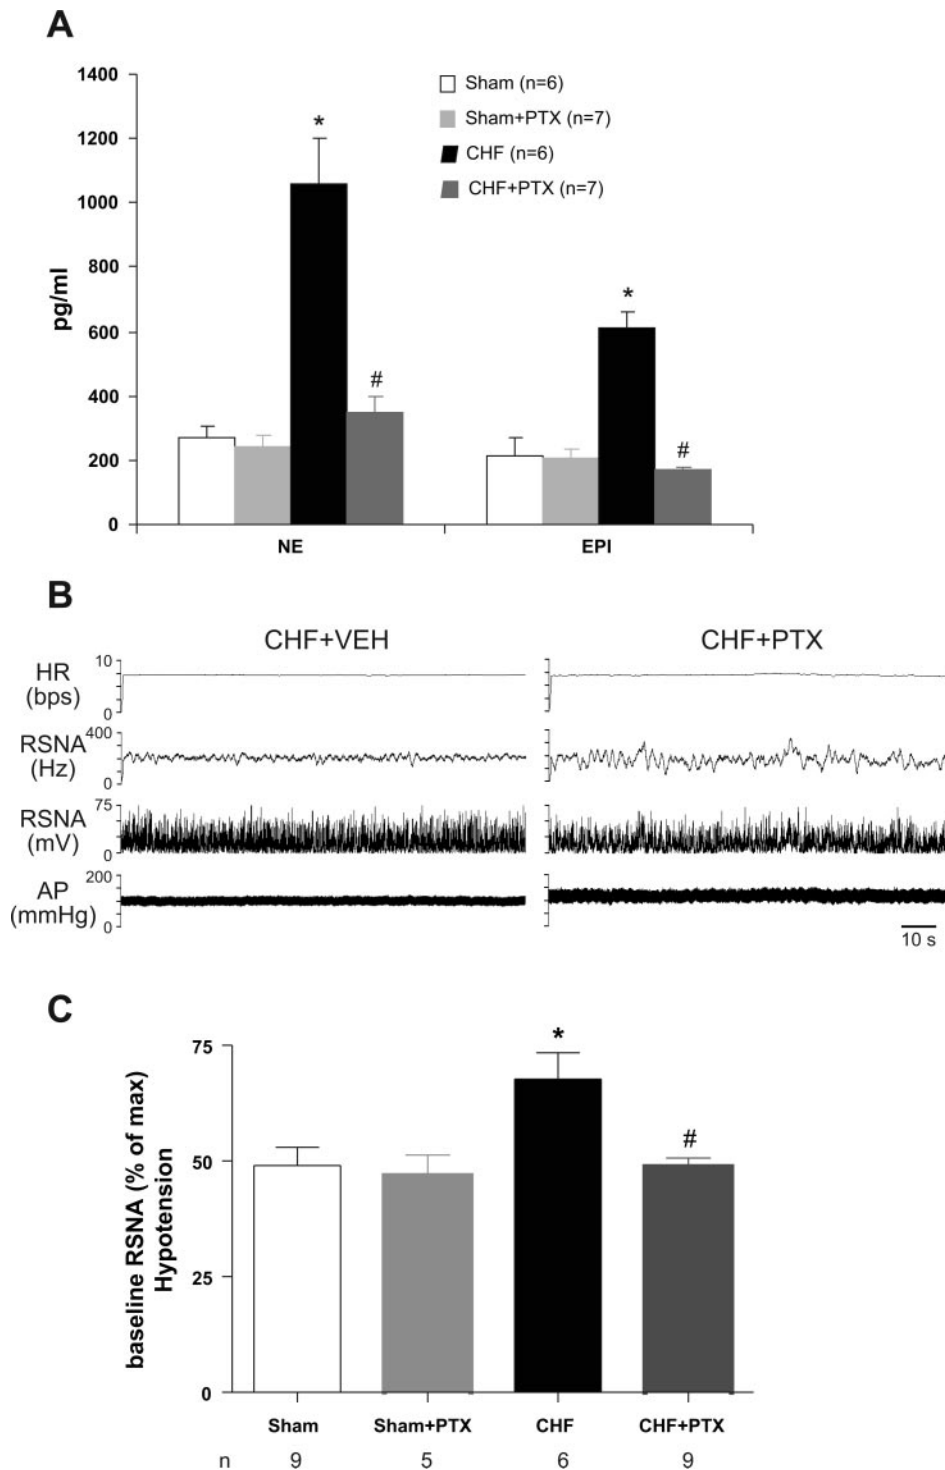 A
1400
1200
1000
800
600
400
200
0
pg/ml
Sham (n=6)
Sham+PTX (n=7)
CHF (n=6)
CHF+PTX (n=7)
*
#
*
#
NE
EPI
B
CHF+VEH
CHF+PTX
HR
(bps)
10
0
RSNA
(Hz)
400
0
RSNA
(mV)
75
0
AP
(mmHg)
200
0
10 s
C
baseline RSNA (% of max)
Hypotension
75
50
25
0
*
#
Sham
Sham+PTX
CHF
CHF+PTX
n 9 5 6 9